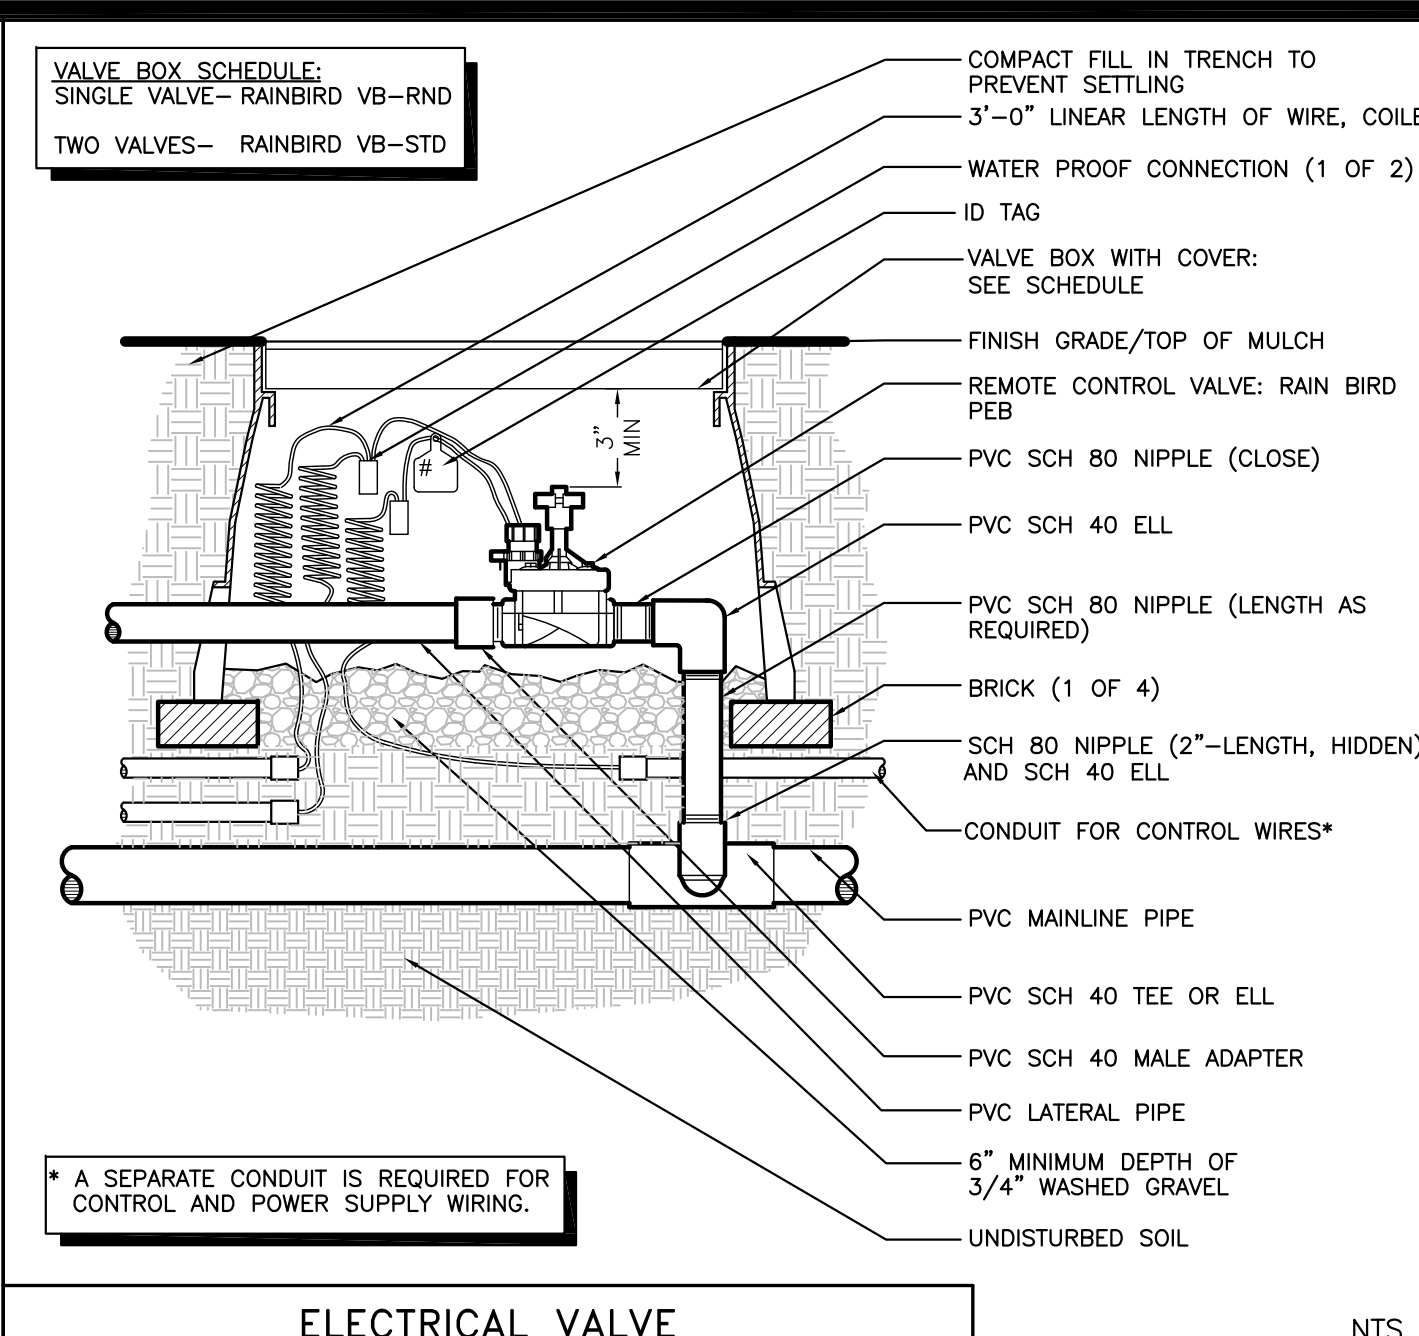 VALVE BOX SCHEDULE:
SINGLE VALVE– RAINBIRD VB–RND
TWO VALVES– RAINBIRD VB–STD
COMPACT FILL IN TRENCH TO
PREVENT SETTLING
3'–0" LINEAR LENGTH OF WIRE, COILE
WATER PROOF CONNECTION (1 OF 2)
ID TAG
VALVE BOX WITH COVER:
SEE SCHEDULE
FINISH GRADE/TOP OF MULCH
REMOTE CONTROL VALVE: RAIN BIRD
PEB
3"
MIN
#
PVC SCH 80 NIPPLE (CLOSE)
PVC SCH 40 ELL
PVC SCH 80 NIPPLE (LENGTH AS
REQUIRED)
BRICK (1 OF 4)
SCH 80 NIPPLE (2"–LENGTH, HIDDEN)
AND SCH 40 ELL
CONDUIT FOR CONTROL WIRES*
PVC MAINLINE PIPE
PVC SCH 40 TEE OR ELL
PVC SCH 40 MALE ADAPTER
PVC LATERAL PIPE
6" MINIMUM DEPTH OF
3/4" WASHED GRAVEL
UNDISTURBED SOIL
* A SEPARATE CONDUIT IS REQUIRED FOR
CONTROL AND POWER SUPPLY WIRING.
ELECTRICAL VALVE
NTS